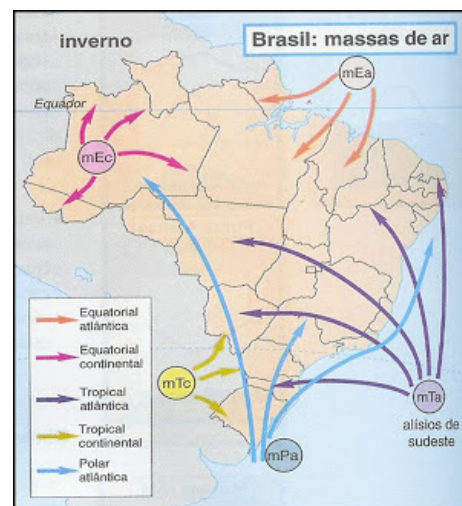 inverno
Brasil: massas de ar
mEa
Equador
mEc
Equatorial
atlântica
Equatorial
continental
Tropical
atlântica
Tropical
continental
Polar
atlântica
mTc
mPa
mTa
alísios de
sudeste